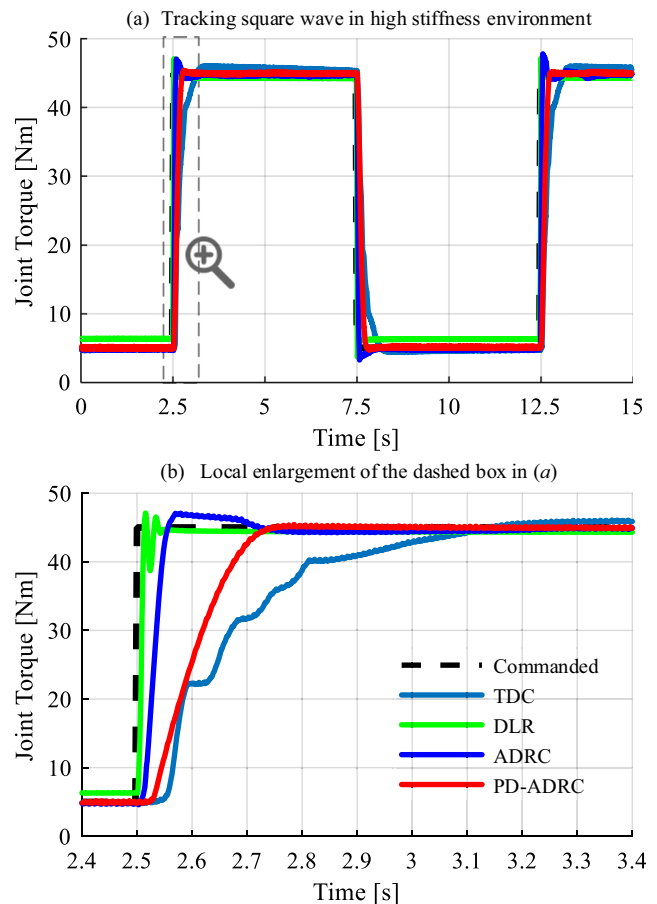 (a) Tracking square wave in high stiffness environment
Joint Torque [Nm]
50
40
30
20
10
0
0 2.5 5 7.5 10 12.5 15
Time [s]
(b) Local enlargement of the dashed box in (a)
Joint Torque [Nm]
50
40
30
20
10
0
Commanded
TDC
DLR
ADRC
PD-ADRC
2.4 2.5 2.6 2.7 2.8 2.9 3 3.1 3.2 3.3 3.4
Time [s]